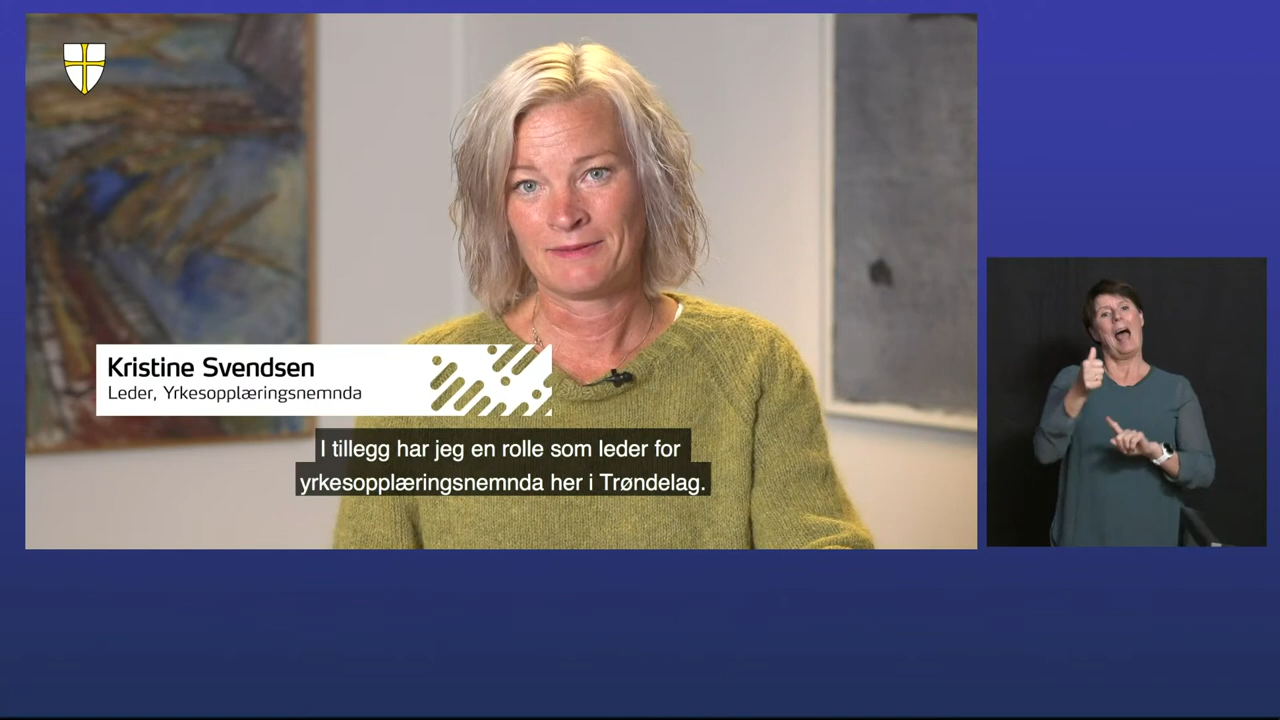 Kristine Svendsen
Leder, Yrkesopplæringsnemnda
I tillegg har jeg en rolle som leder for
yrkesopplæringsnemnda her i Trøndelag.